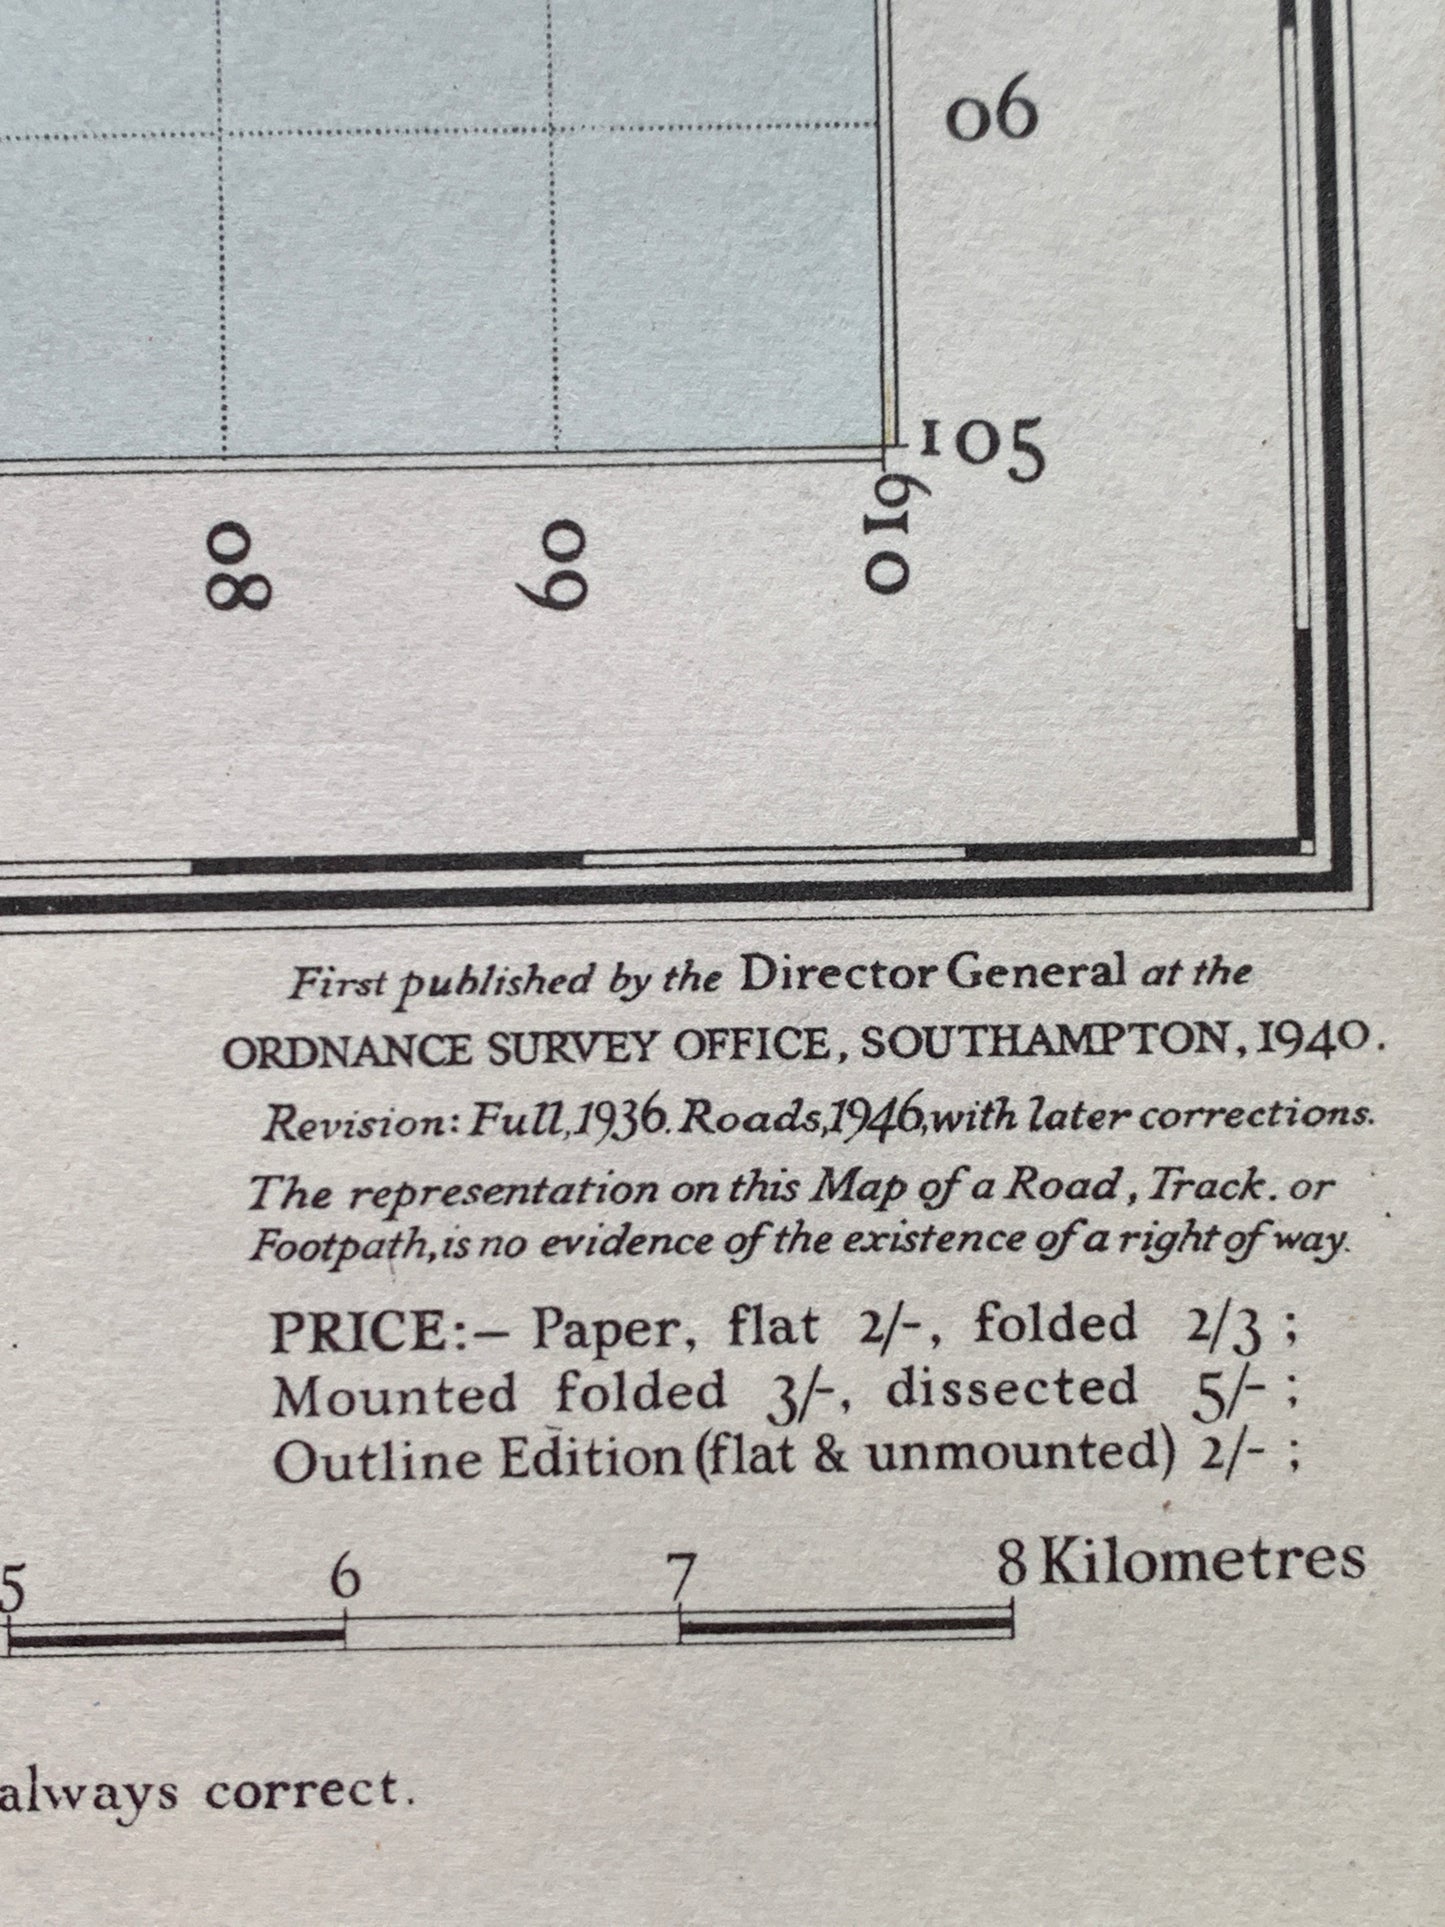 06
105
08
09
610
First published by the Director General at the
ORDNANCE SURVEY OFFICE, SOUTHAMPTON, 1940.
Revision: Full, 1936. Roads, 1946, with later corrections.
The representation on this Map of a Road, Track. or
Footpath, is no evidence of the existence of a right of way.
PRICE:– Paper, flat 2/-, folded 2/3 ;
Mounted folded 3/-, dissected 5/- ;
Outline Edition (flat & unmounted) 2/- ;
5 6 7 8 Kilometres
always correct.